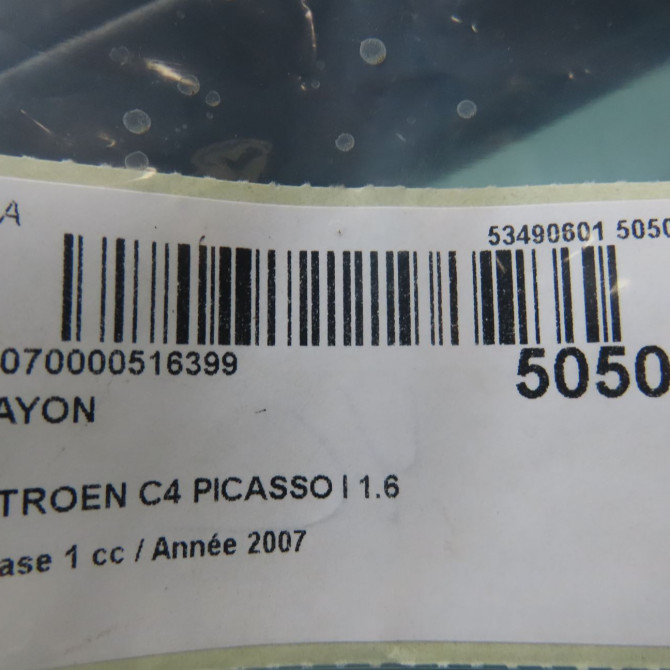 A
53490601 5050
070000516399
5050
AYON
TROEN C4 PICASSO I 1.6
ase 1 cc / Année 2007